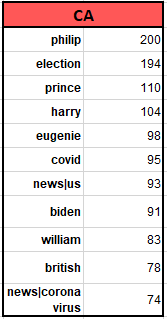 CA
philip 200
election 194
prince 110
harry 104
eugenie 98
covid 95
news|us 93
biden 91
william 83
british 78
news|corona
virus 74